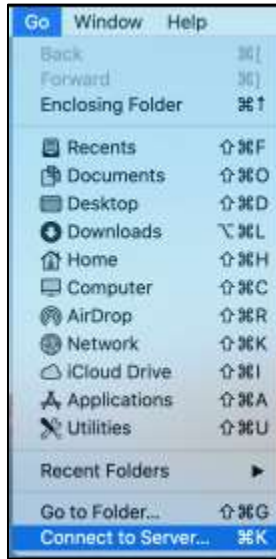 Go Window Help
Back ⌘[
Forward ⌘]
Enclosing Folder ⌘↑
Recents ⇧⌘F
Documents ⇧⌘O
Desktop ⇧⌘D
Downloads ⌥⌘L
Home ⇧⌘H
Computer ⇧⌘C
AirDrop ⇧⌘R
Network ⇧⌘K
iCloud Drive ⇧⌘I
Applications ⇧⌘A
Utilities ⇧⌘U
Recent Folders ▶
Go to Folder... ⇧⌘G
Connect to Server... ⌘K